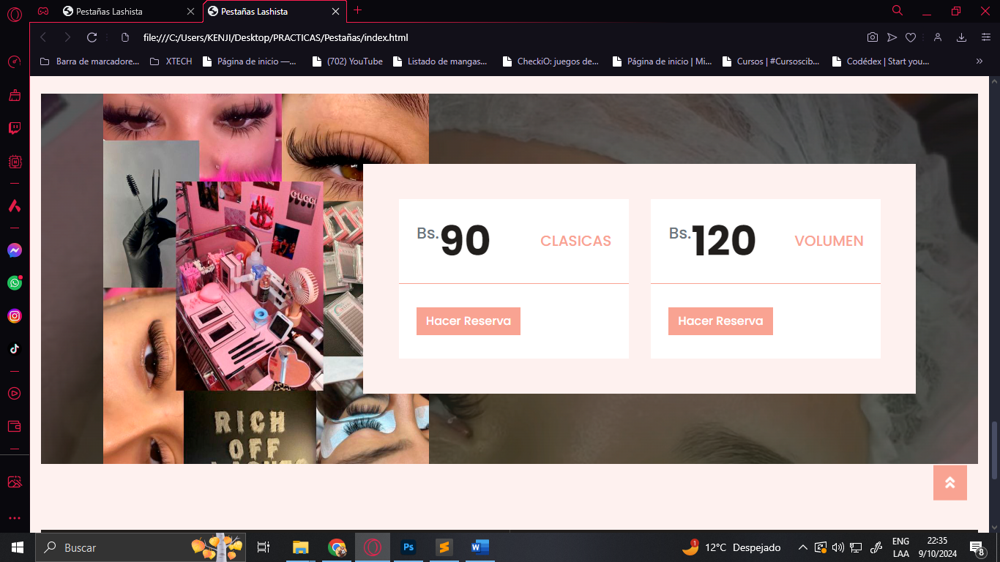 Pestañas Lashista
Pestañas Lashista
file:///C:/Users/KENJI/Desktop/PRACTICAS/Pestañas/index.html
Barra de marcadore...
XTECH
Página de inicio —...
(702) YouTube
Listado de mangas...
CheckiO: juegos de...
Página de inicio | Mi...
Cursos | #Cursoscib...
Codédex | Start you...
GUCCI
Bs.90
CLASICAS
Hacer Reserva
Bs.120
VOLUMEN
Hacer Reserva
RICH
OFF
LASHES
Buscar
Ps
W
1
12°C Despejado
ENG
LAA
22:35
9/10/2024
8